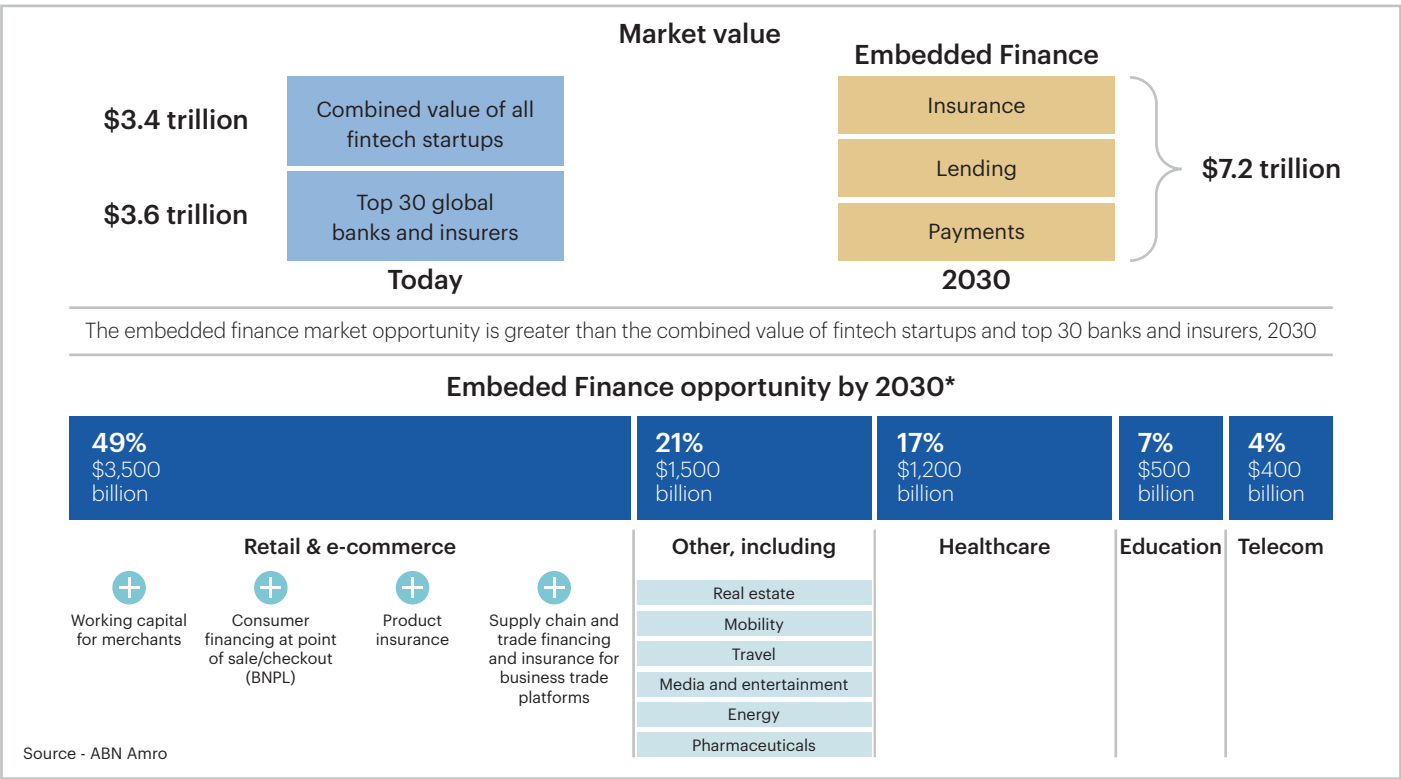 Market value
$3.4 trillion
Combined value of all
fintech startups
$3.6 trillion
Top 30 global
banks and insurers
Today
Embedded Finance
Insurance
Lending
Payments
$7.2 trillion
2030
The embedded finance market opportunity is greater than the combined value of fintech startups and top 30 banks and insurers, 2030
Embeded Finance opportunity by 2030*
49%
$3,500
billion
21%
$1,500
billion
17%
$1,200
billion
7%
$500
billion
4%
$400
billion
Retail & e-commerce
Working capital
for merchants
Consumer
financing at point
of sale/checkout
(BNPL)
Product
insurance
Supply chain and
trade financing
and insurance for
business trade
platforms
Other, including
Real estate
Mobility
Travel
Media and entertainment
Energy
Pharmaceuticals
Healthcare
Education
Telecom
Source - ABN Amro